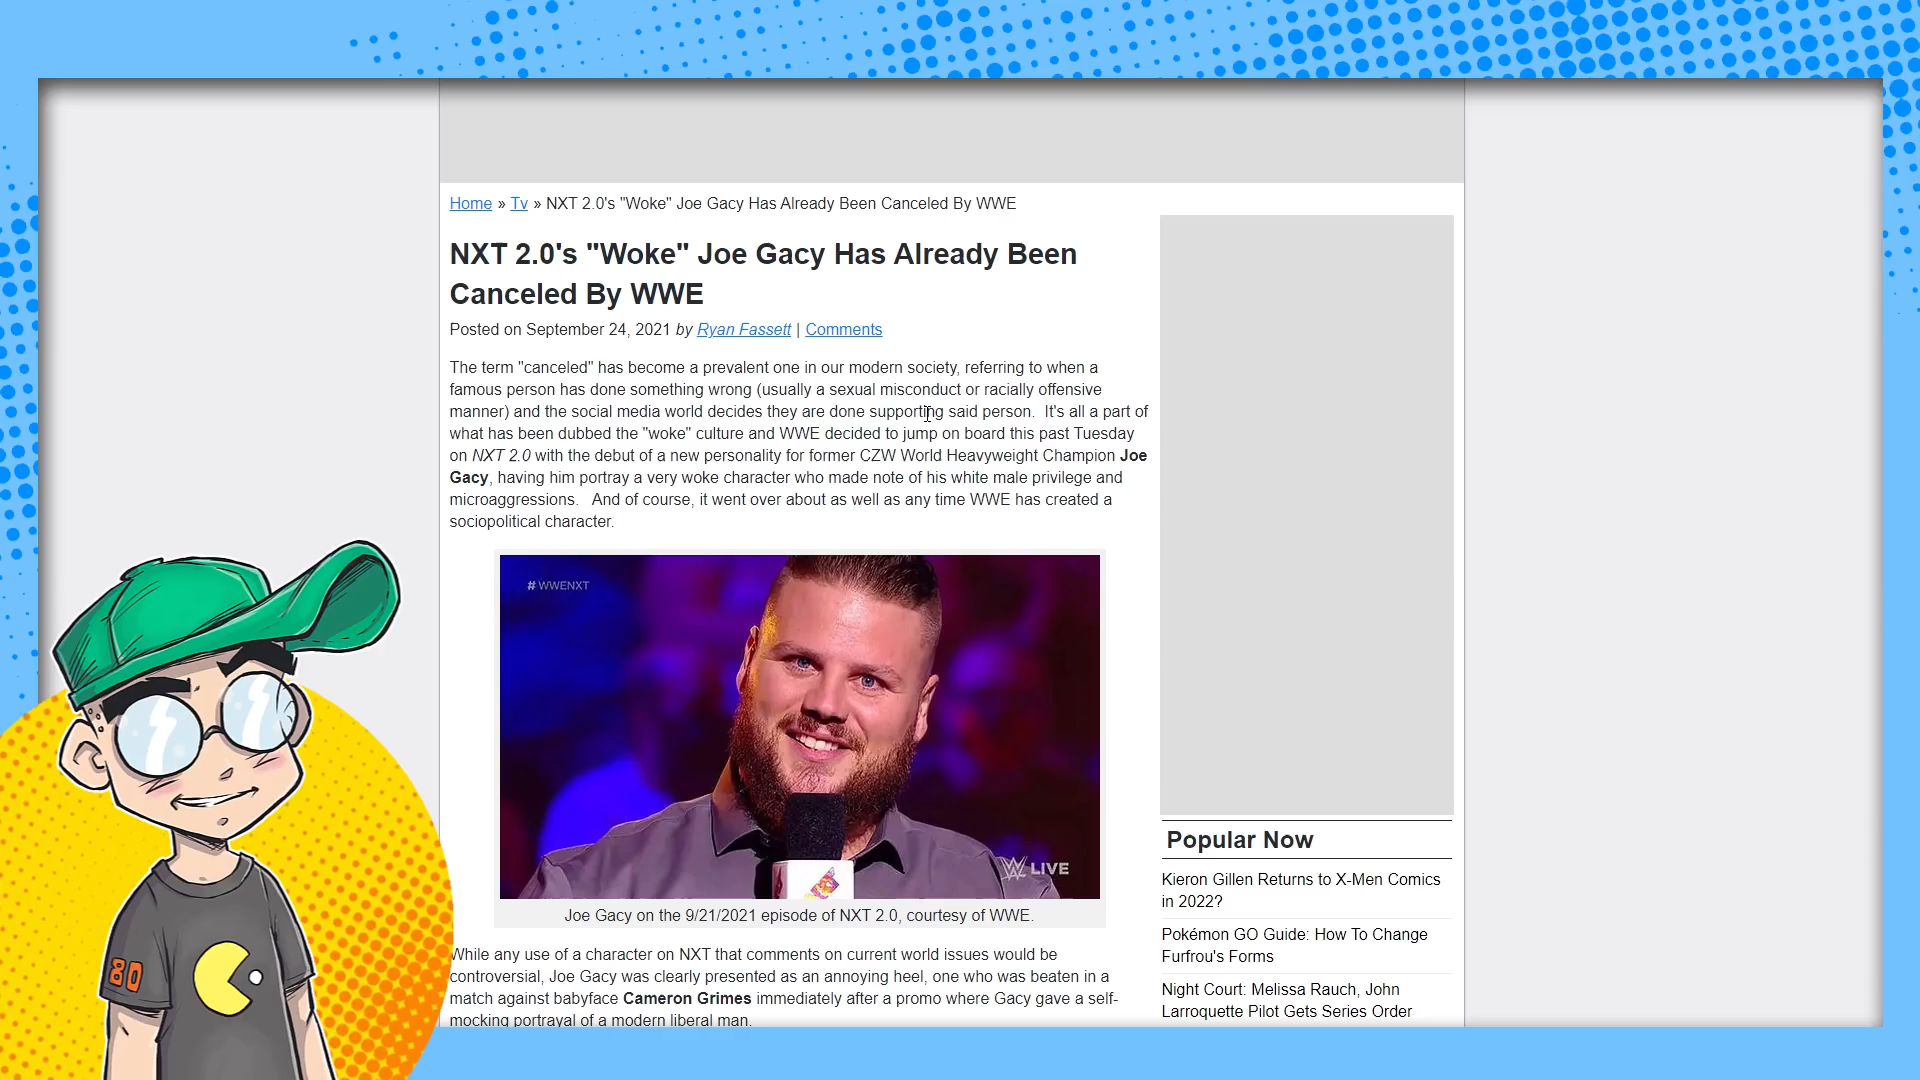 Home » Tv » NXT 2.0's "Woke" Joe Gacy Has Already Been Canceled By WWE
NXT 2.0's "Woke" Joe Gacy Has Already Been
Canceled By WWE
Posted on September 24, 2021 by Ryan Fassett | Comments
The term "canceled" has become a prevalent one in our modern society, referring to when a
famous person has done something wrong (usually a sexual misconduct or racially offensive
manner) and the social media world decides they are done supporting said person. It's all a part of
what has been dubbed the "woke" culture and WWE decided to jump on board this past Tuesday
on NXT 2.0 with the debut of a new personality for former CZW World Heavyweight Champion Joe
Gacy, having him portray a very woke character who made note of his white male privilege and
microaggressions. And of course, it went over about as well as any time WWE has created a
sociopolitical character.
#WWENXT
LIVE
Joe Gacy on the 9/21/2021 episode of NXT 2.0, courtesy of WWE.
While any use of a character on NXT that comments on current world issues would be
controversial, Joe Gacy was clearly presented as an annoying heel, one who was beaten in a
match against babyface Cameron Grimes immediately after a promo where Gacy gave a self-
mocking portrayal of a modern liberal man.
Popular Now
Kieron Gillen Returns to X-Men Comics
in 2022?
Pokémon GO Guide: How To Change
Furfrou's Forms
Night Court: Melissa Rauch, John
Larroquette Pilot Gets Series Order
80